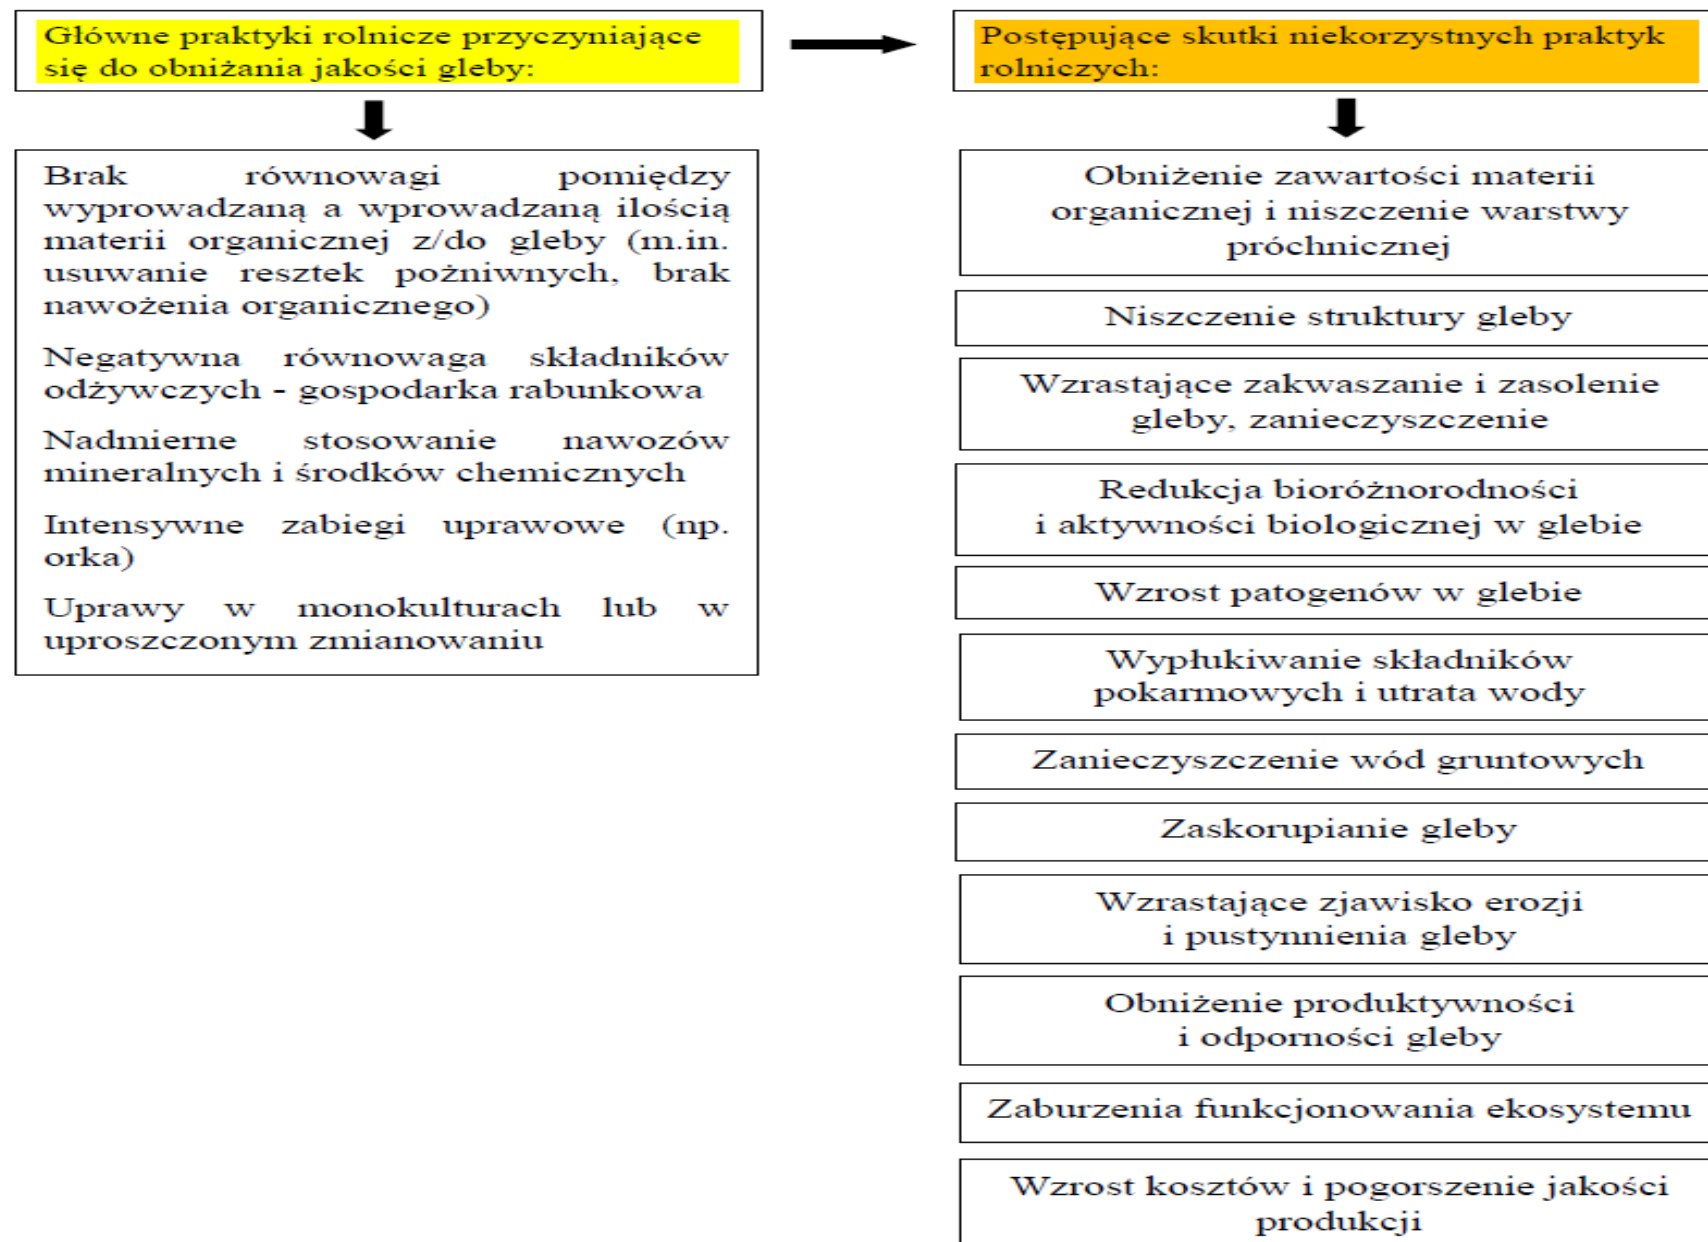 Główne praktyki rolnicze przyczyniające
się do obniżania jakości gleby:
Brak równowagi pomiędzy
wyprowadzaną a wprowadzaną ilością
materii organicznej z/do gleby (m.in.
usuwanie resztek pożniwnych, brak
nawożenia organicznego)
Negatywna równowaga składników
odżywczych - gospodarka rabunkowa
Nadmierne stosowanie nawozów
mineralnych i środków chemicznych
Intensywne zabiegi uprawowe (np.
orka)
Uprawy w monokulturach lub w
uproszczonym zmianowaniu
Postępujące skutki niekorzystnych praktyk
rolniczych:
Obniżenie zawartości materii
organicznej i niszczenie warstwy
próchnicznej
Niszczenie struktury gleby
Wzrastające zakwaszanie i zasolenie
gleby, zanieczyszczenie
Redukcja bioróżnorodności
i aktywności biologicznej w glebie
Wzrost patogenów w glebie
Wypłukiwanie składników
pokarmowych i utrata wody
Zanieczyszczenie wód gruntowych
Zaskorupianie gleby
Wzrastające zjawisko erozji
i pustynnienia gleby
Obniżenie produktywności
i odporności gleby
Zaburzenia funkcjonowania ekosystemu
Wzrost kosztów i pogorszenie jakości
produkcji